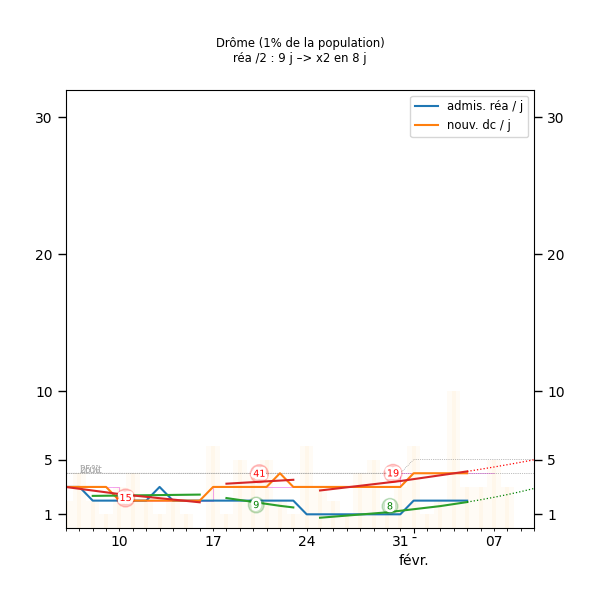 Drôme (1% de la population)
réa /2 : 9 j –> x2 en 8 j
admis. réa / j
nouv. dc / j
30 30
20 20
10 10
5 5
1 1
25%
41
19
15
9
8
10 17 24 31 - 07
févr.